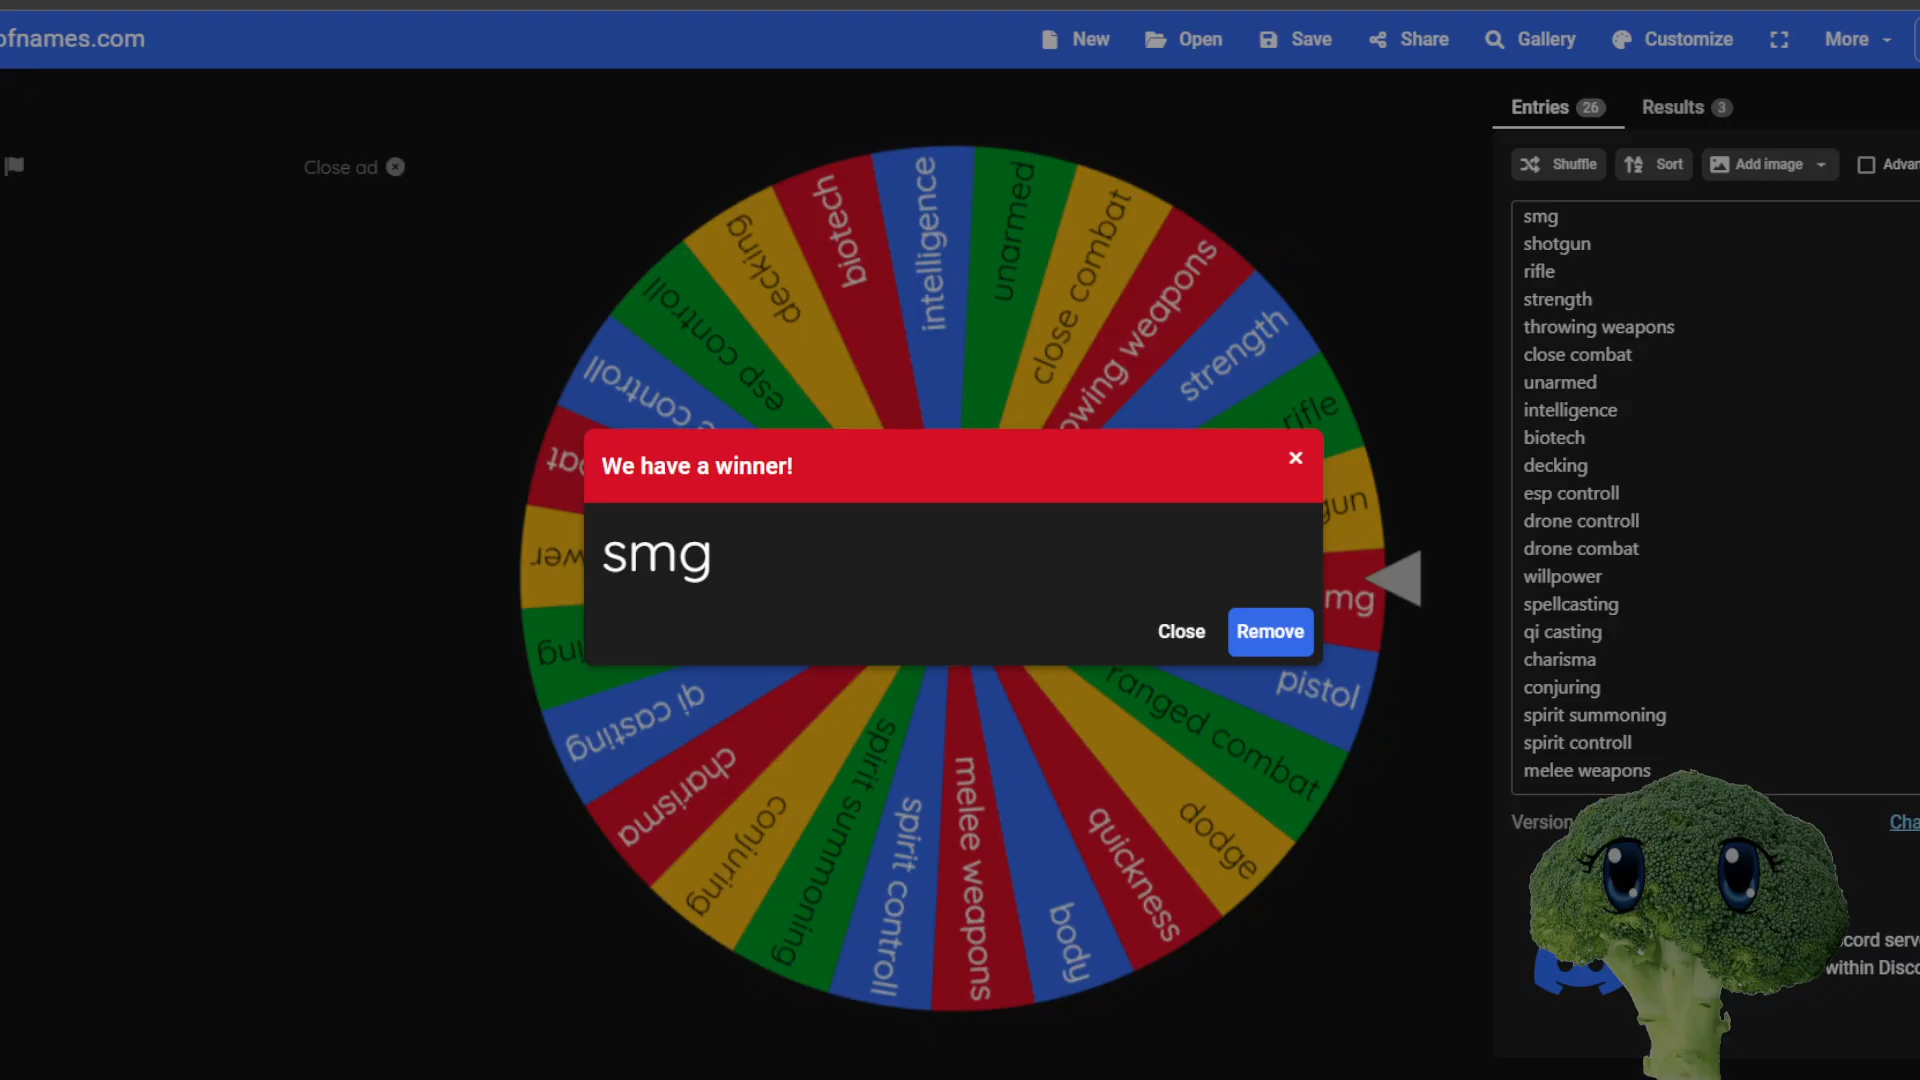 ofnames.com
New
Open
Save
Share
Gallery
Customize
More
Close ad
Entries 26
Results 3
Shuffle
Sort
Add image
smg
shotgun
rifle
strength
throwing weapons
close combat
unarmed
intelligence
biotech
decking
esp controll
drone controll
drone combat
willpower
spellcasting
qi casting
charisma
conjuring
spirit summoning
spirit controll
melee weapons
Version
within
decking
biotech
intelligence
unarmed
close combat
owing weapons
strength
rifle
gun
mg
pistol
ranged combat
dodge
quickness
body
melee weapons
spirit controll
spirit summoning
conjuring
charisma
qi casting
esp controll
controll
We have a winner!
smg
Close
Remove